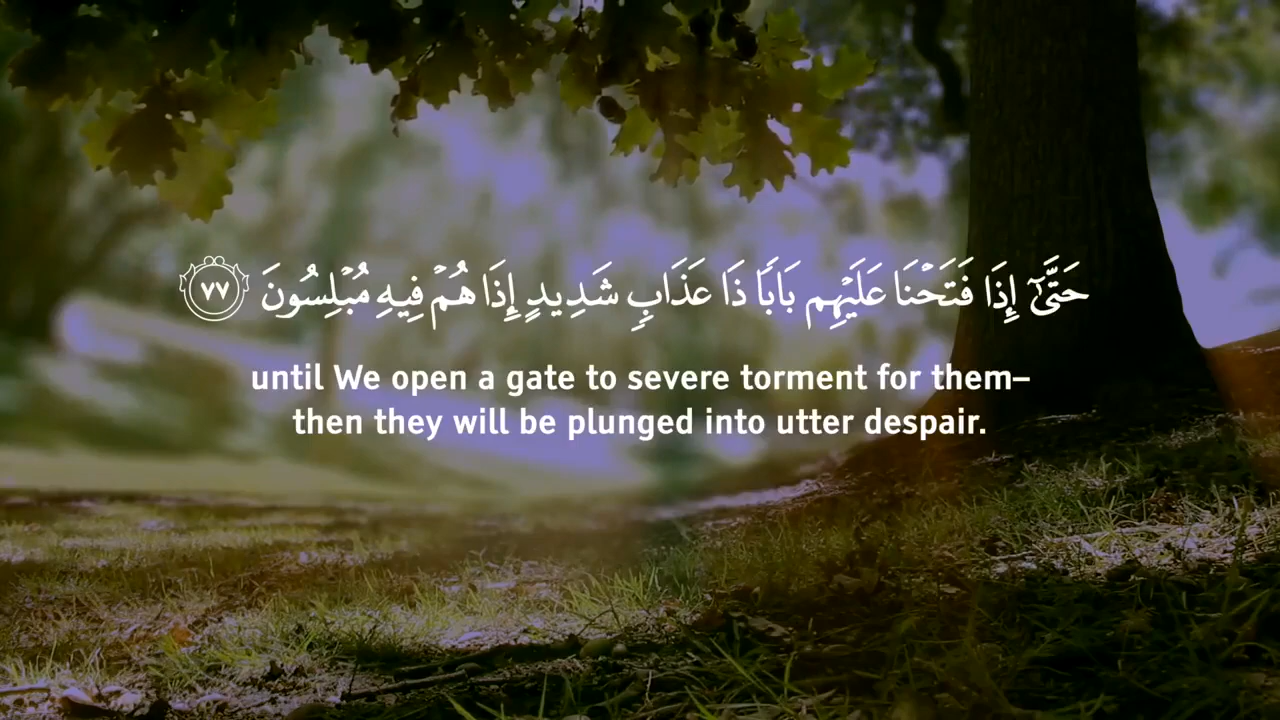 حَتَّىٰٓ إِذَا فَتَحْنَا عَلَيْهِم بَابًا ذَا عَذَابٍ شَدِيدٍ إِذَا هُمْ فِيهِ مُبْلِسُونَ ٧٧
until We open a gate to severe torment for them–
then they will be plunged into utter despair.